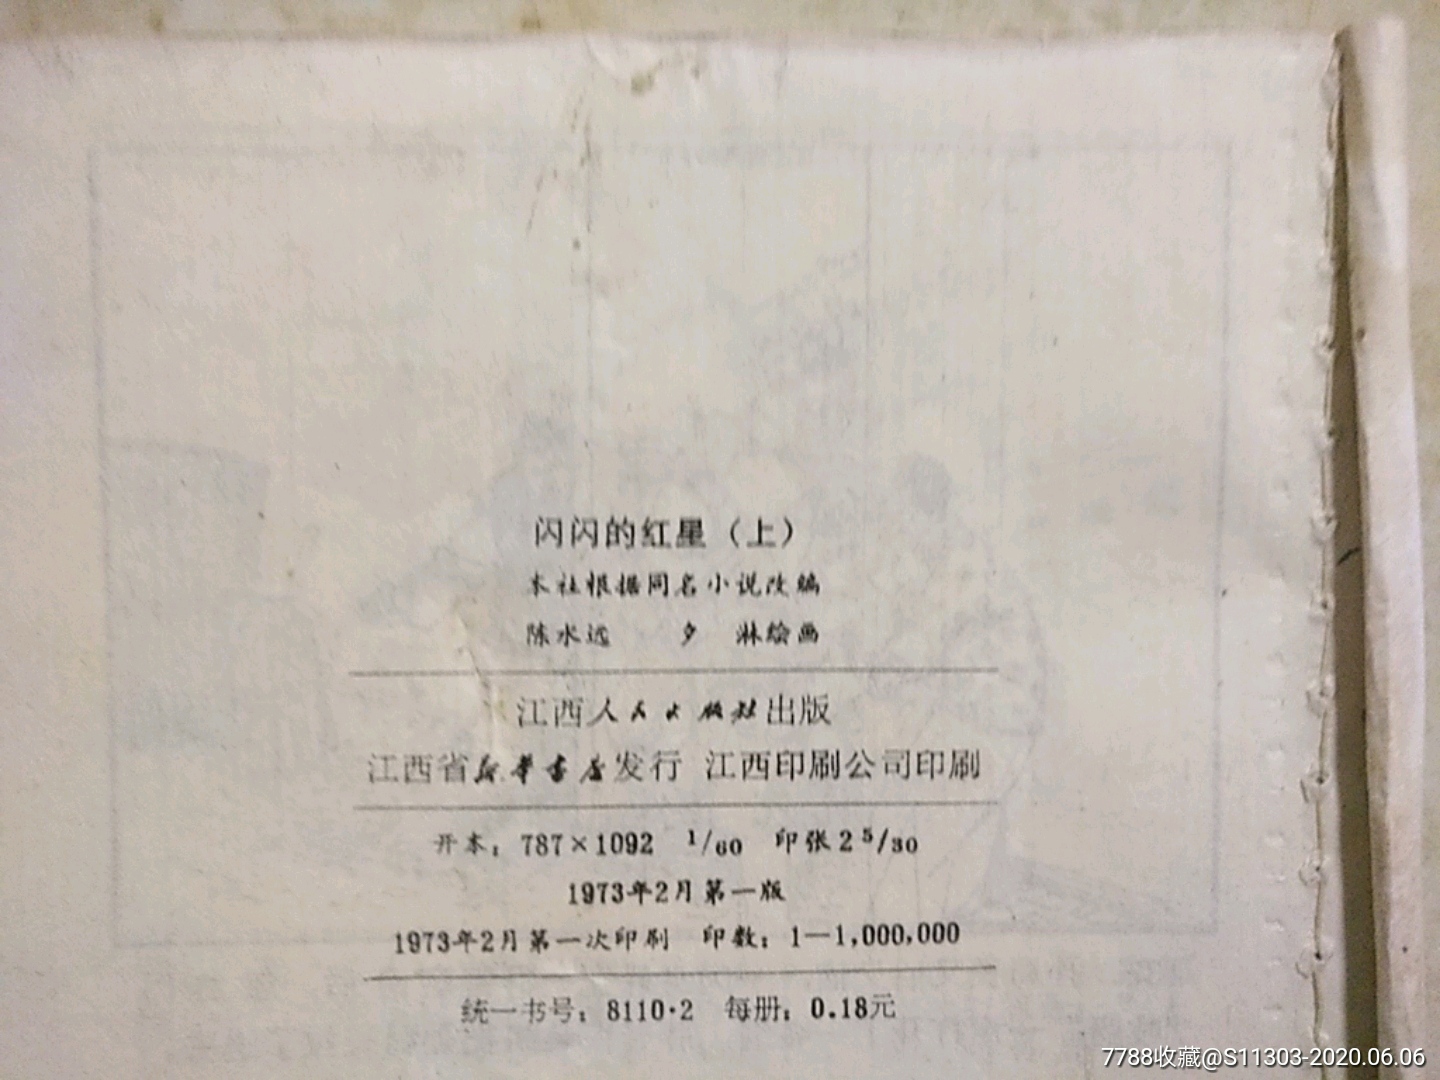 闪闪的红星（上）
本社根据同名小说改编
陈水远 夕 淋绘画
江西人民出版社出版
江西省新华书店发行 江西印刷公司印刷
开本：787×1092 1/60 印张2 5/30
1973年2月第一版
1973年2月第一次印刷 印数：1—1,000,000
统一书号：8110·2 每册：0.18元
7788收藏@S11303-2020.06.06